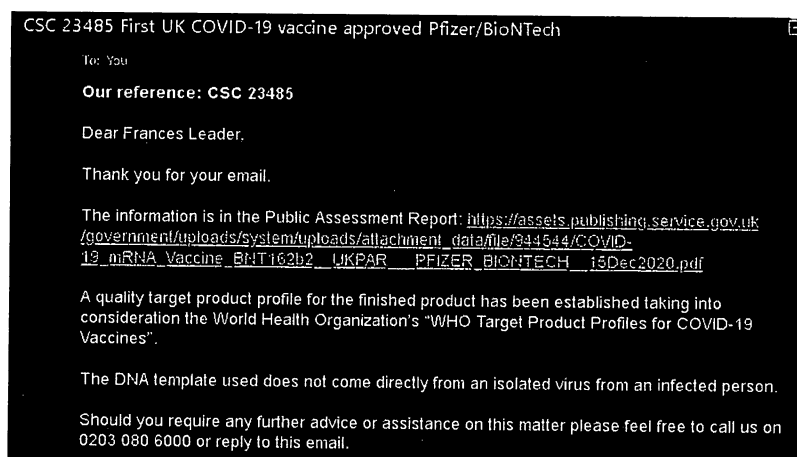 CSC 23485 First UK COVID-19 vaccine approved Pfizer/BioNTech
To: You
Our reference: CSC 23485
Dear Frances Leader,
Thank you for your email.
The information is in the Public Assessment Report: https://assets.publishing.service.gov.uk
/government/uploads/system/uploads/attachment_data/file/944544/COVID-
19_mRNA_Vaccine_BNT162b2__UKPAR___PFIZER_BIONTECH__15Dec2020.pdf
A quality target product profile for the finished product has been established taking into
consideration the World Health Organization's "WHO Target Product Profiles for COVID-19
Vaccines".
The DNA template used does not come directly from an isolated virus from an infected person.
Should you require any further advice or assistance on this matter please feel free to call us on
0203 080 6000 or reply to this email.